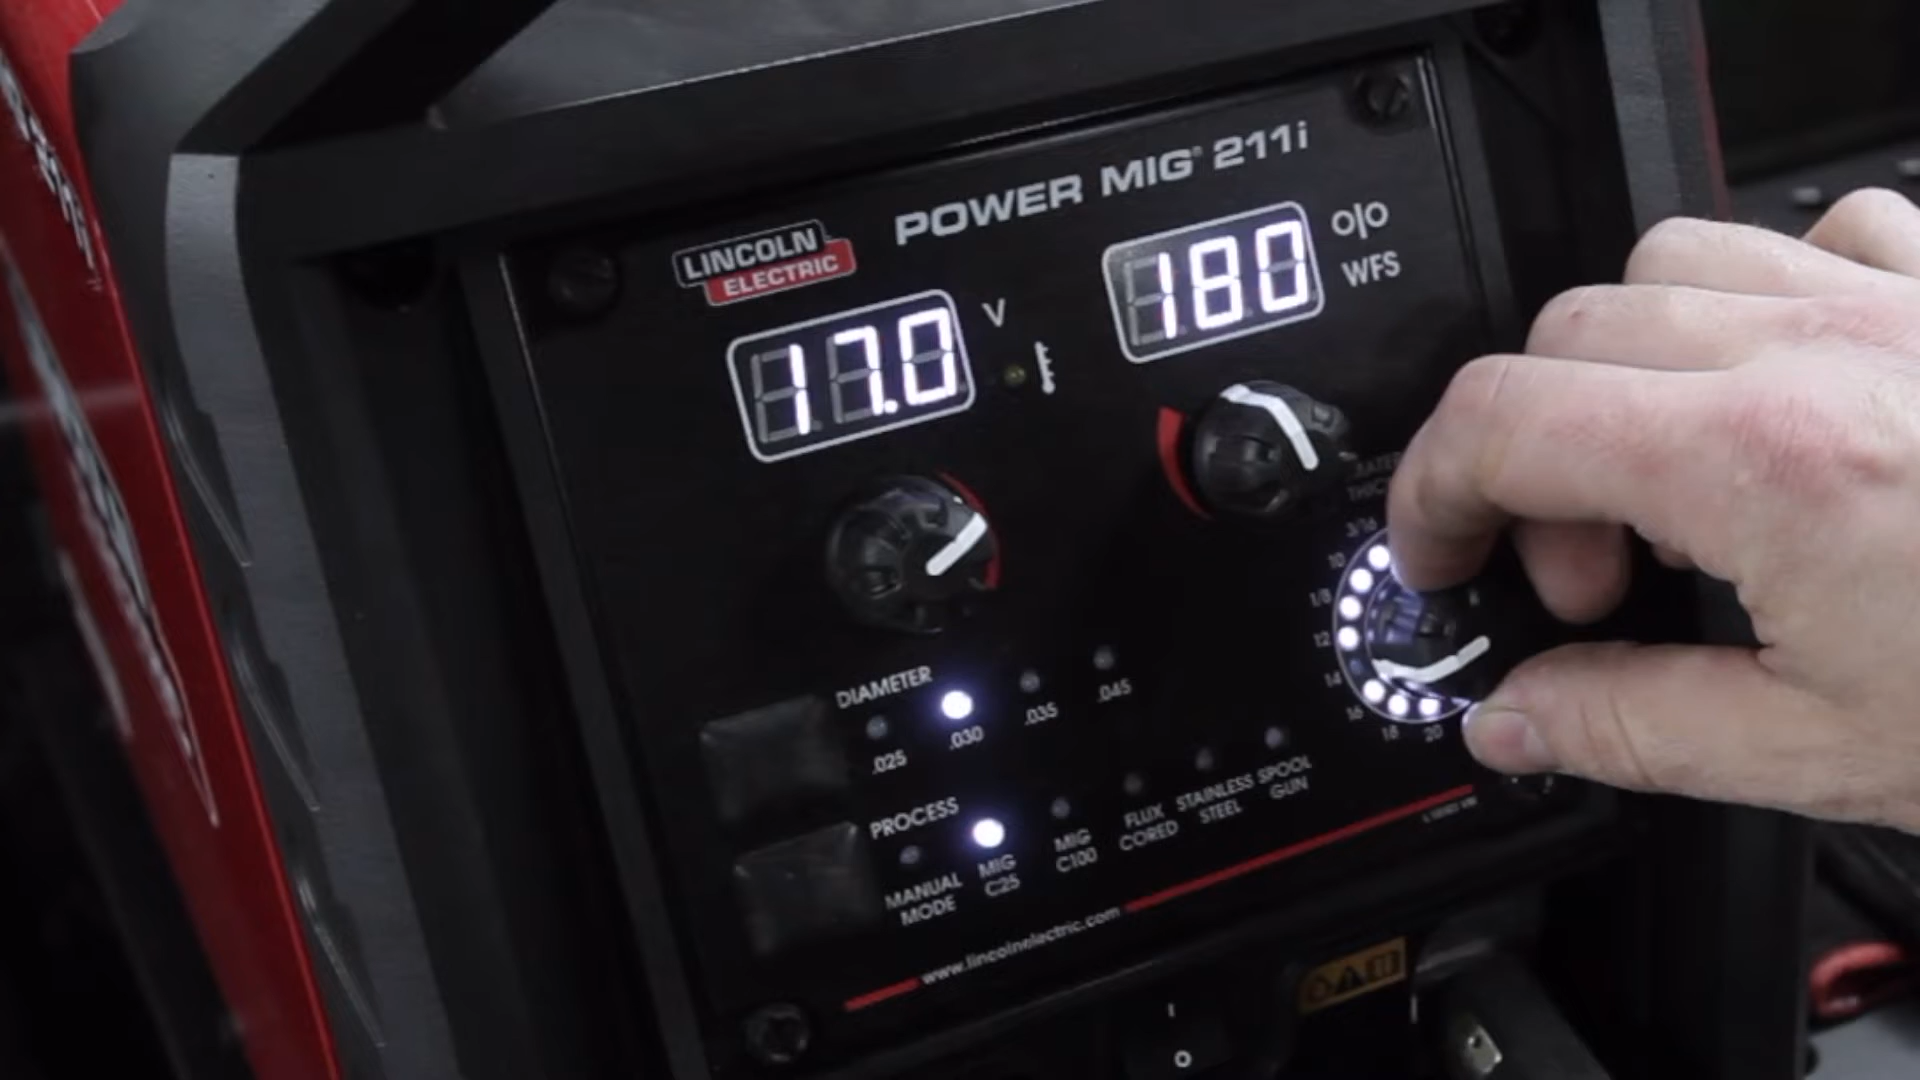 POWER MIG® 211i
LINCOLN
ELECTRIC
17.0
V
180
WFS
3/16
10
1/8
12
14
16
18
20
DIAMETER
.025
.030
.035
.045
PROCESS
MANUAL
MODE
MIG
C25
MIG
C100
FLUX
CORED
STAINLESS
STEEL
SPOOL
GUN
www.lincolnelectric.com